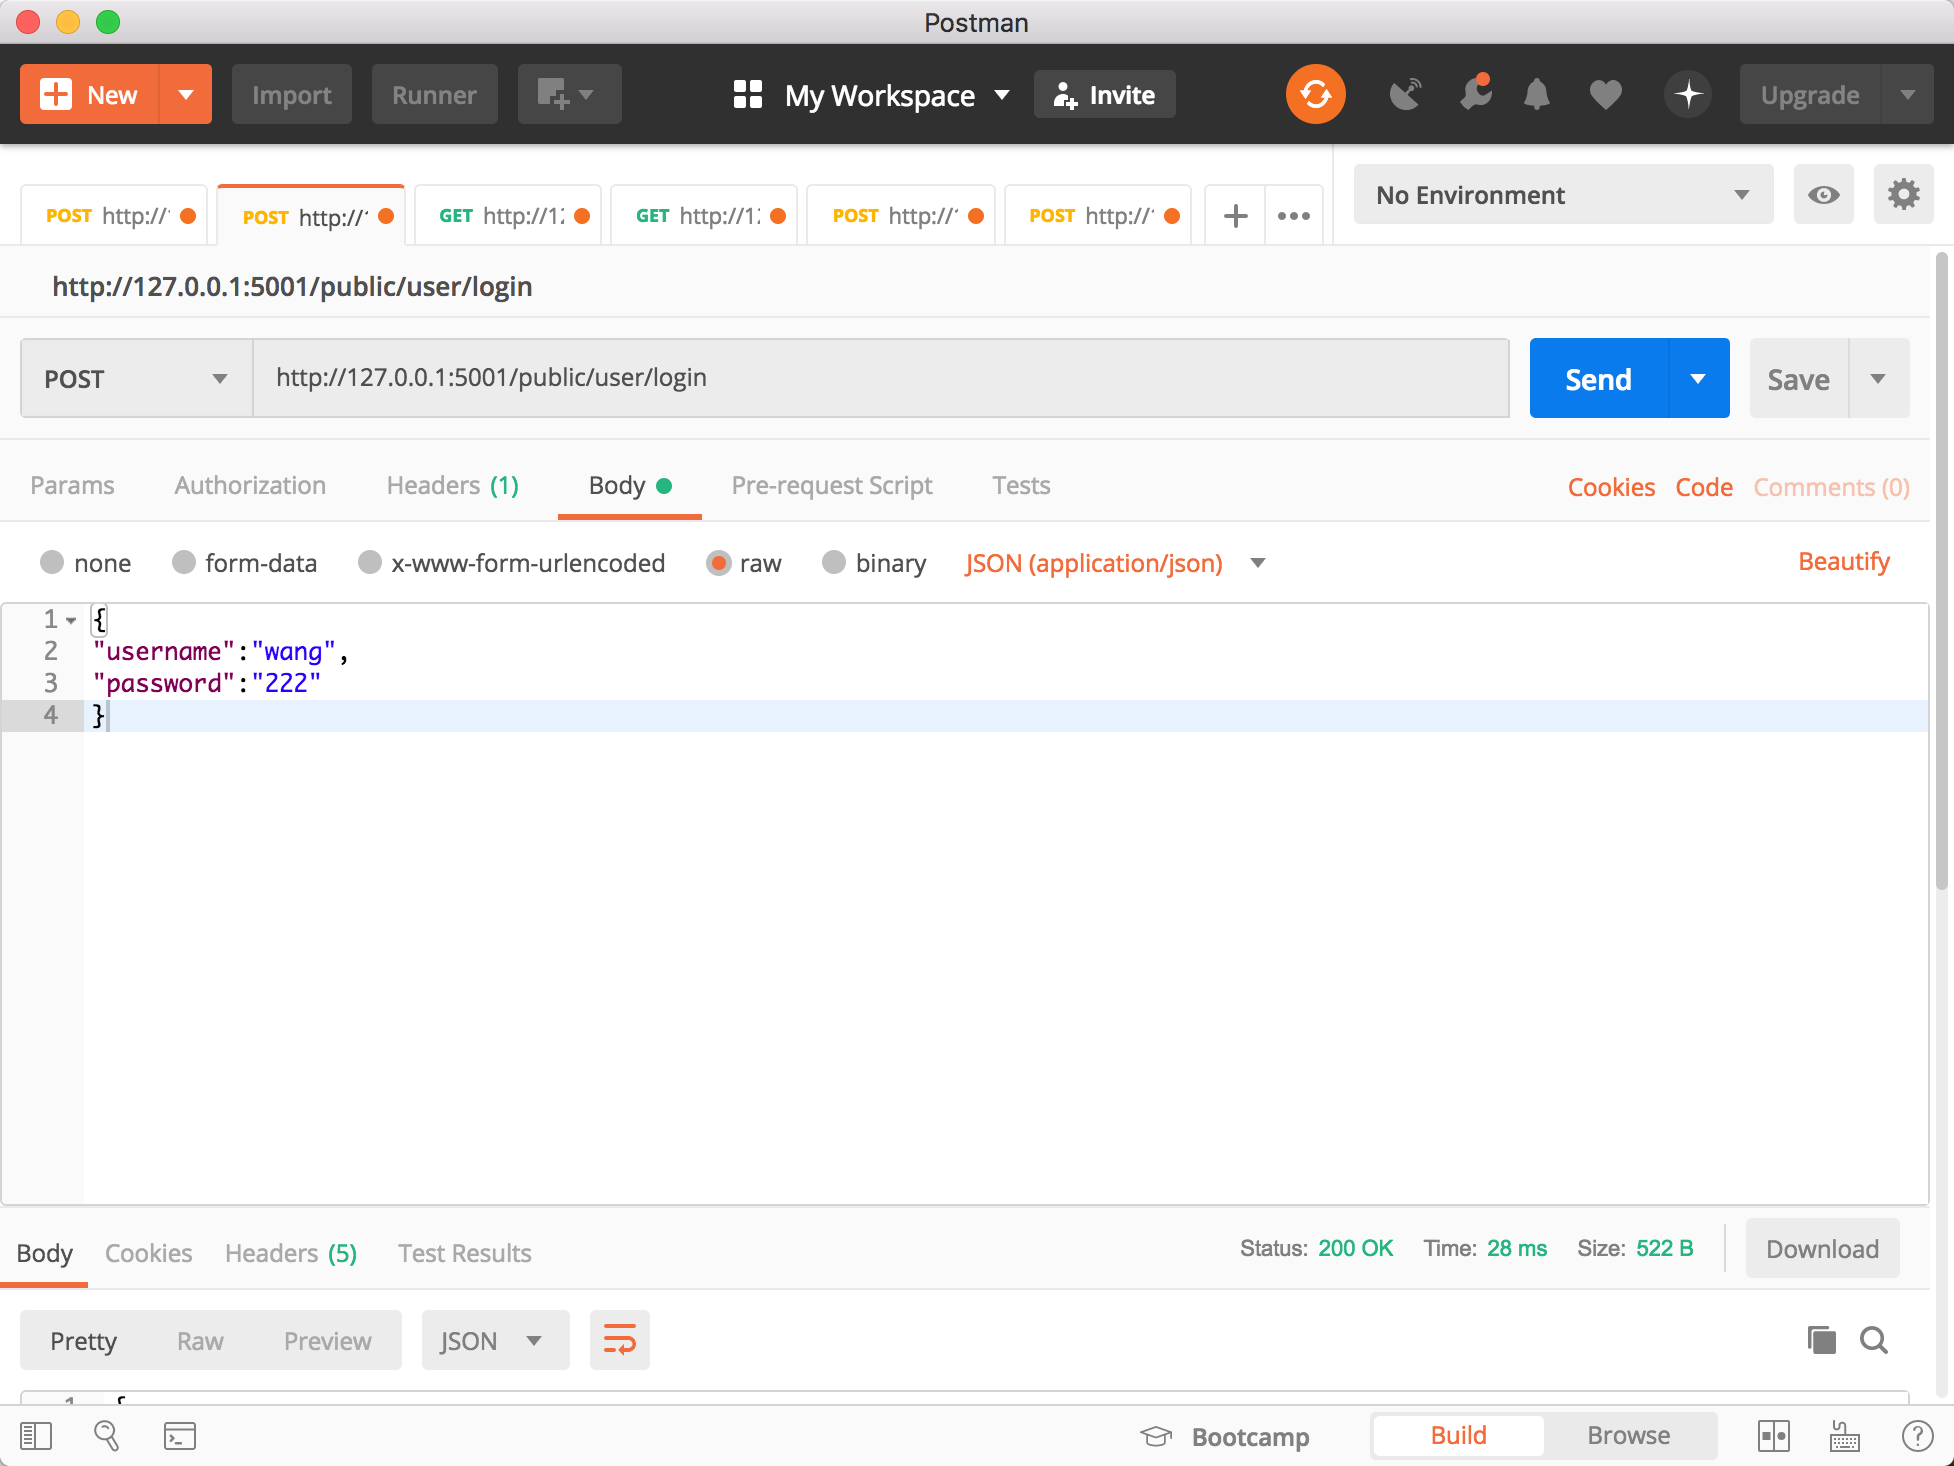 Postman
New Import Runner My Workspace Invite Upgrade
POST http:// POST http:// GET http://12 GET http://12 POST http:// POST http:// ••• No Environment
http://127.0.0.1:5001/public/user/login
POST http://127.0.0.1:5001/public/user/login Send Save
Params Authorization Headers (1) Body Pre-request Script Tests Cookies Code Comments (0)
none form-data x-www-form-urlencoded raw binary JSON (application/json) Beautify
1 {
2 "username":"wang",
3 "password":"222"
4 }
Body Cookies Headers (5) Test Results Status: 200 OK Time: 28 ms Size: 522 B Download
Pretty Raw Preview JSON
1 {
Bootcamp Build Browse ?